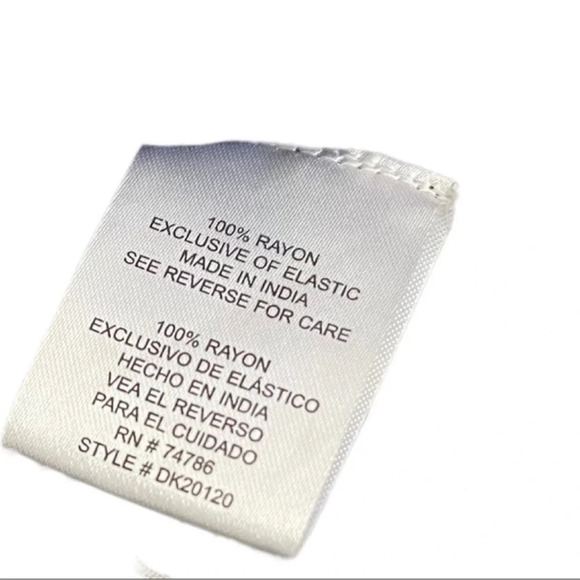 100% RAYON
EXCLUSIVE OF ELASTIC
MADE IN INDIA
SEE REVERSE FOR CARE
100% RAYON
EXCLUSIVO DE ELÁSTICO
HECHO EN INDIA
VEA EL REVERSO
PARA EL CUIDADO
RN # 74786
STYLE # DK20120